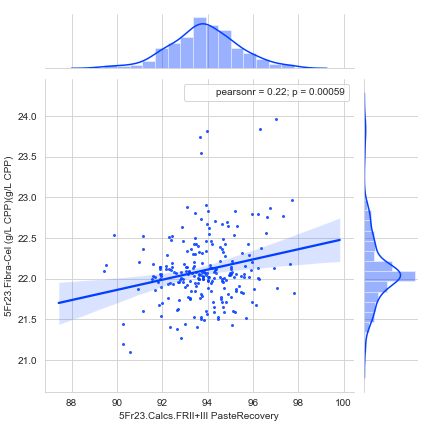 pearsonr = 0.22; p = 0.00059
24.0
23.5
23.0
22.5
22.0
21.5
21.0
5Fr23.Fibra-Cel (g/L CPP)(g/L CPP)
88 90 92 94 96 98 100
5Fr23.Calcs.FRII+III PasteRecovery